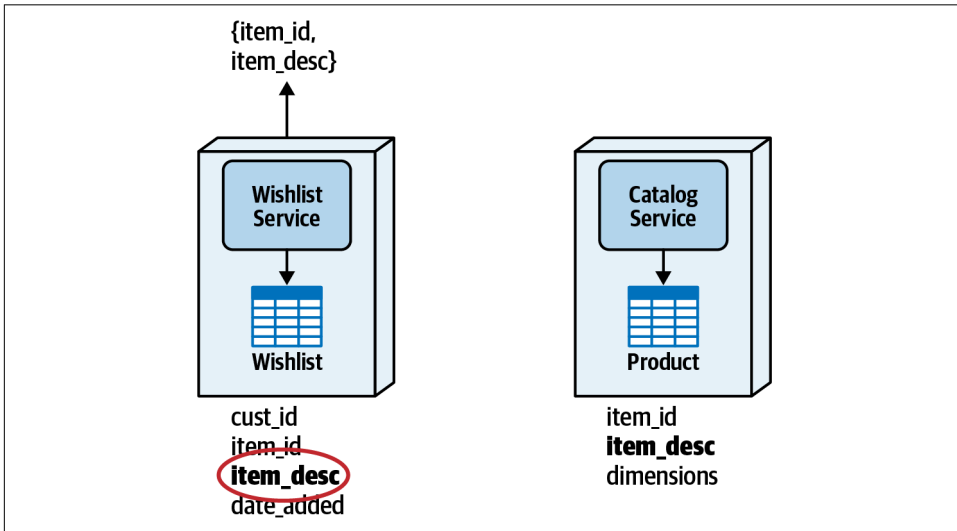 {item_id,
item_desc}
Wishlist
Service
Wishlist
cust_id
item_id
item_desc
date_added
Catalog
Service
Product
item_id
item_desc
dimensions